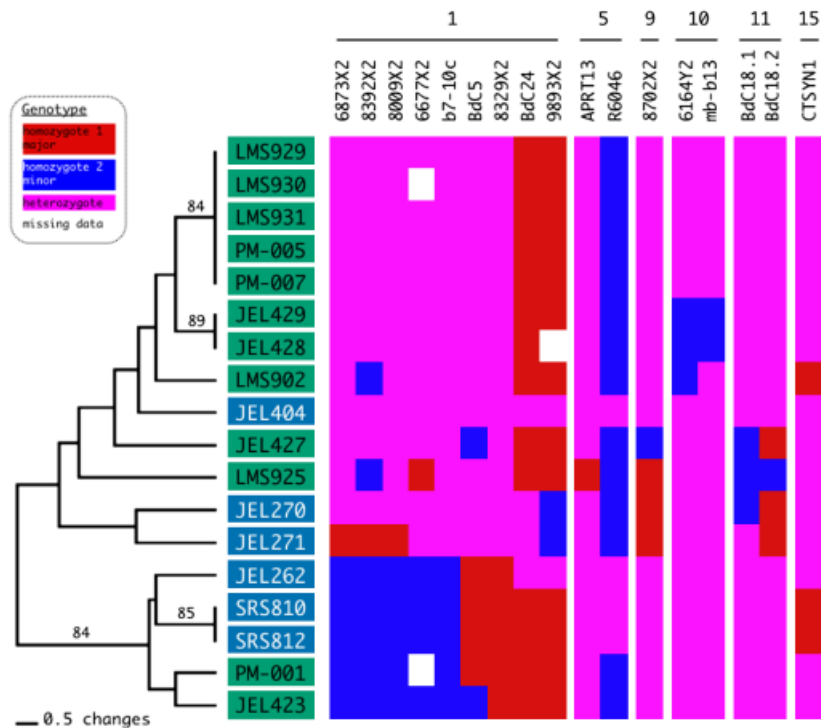 1 5 9 10 11 15
6873X2 8392X2 8009X2 6677X2 b7-10c BdC5 8329X2 BdC24 9893X2 APRT13 R6046 8702X2 6164Y2 mb-b13 BdC18.1 BdC18.2 CTSYN1
Genotype
homozygote 1
major
homozygote 2
minor
heterozygote
missing data
LMS929
LMS930
84 LMS931
PM-005
PM-007
89 JEL429
JEL428
LMS902
JEL404
JEL427
LMS925
JEL270
JEL271
JEL262
85 SRS810
84 SRS812
PM-001
JEL423
0.5 changes